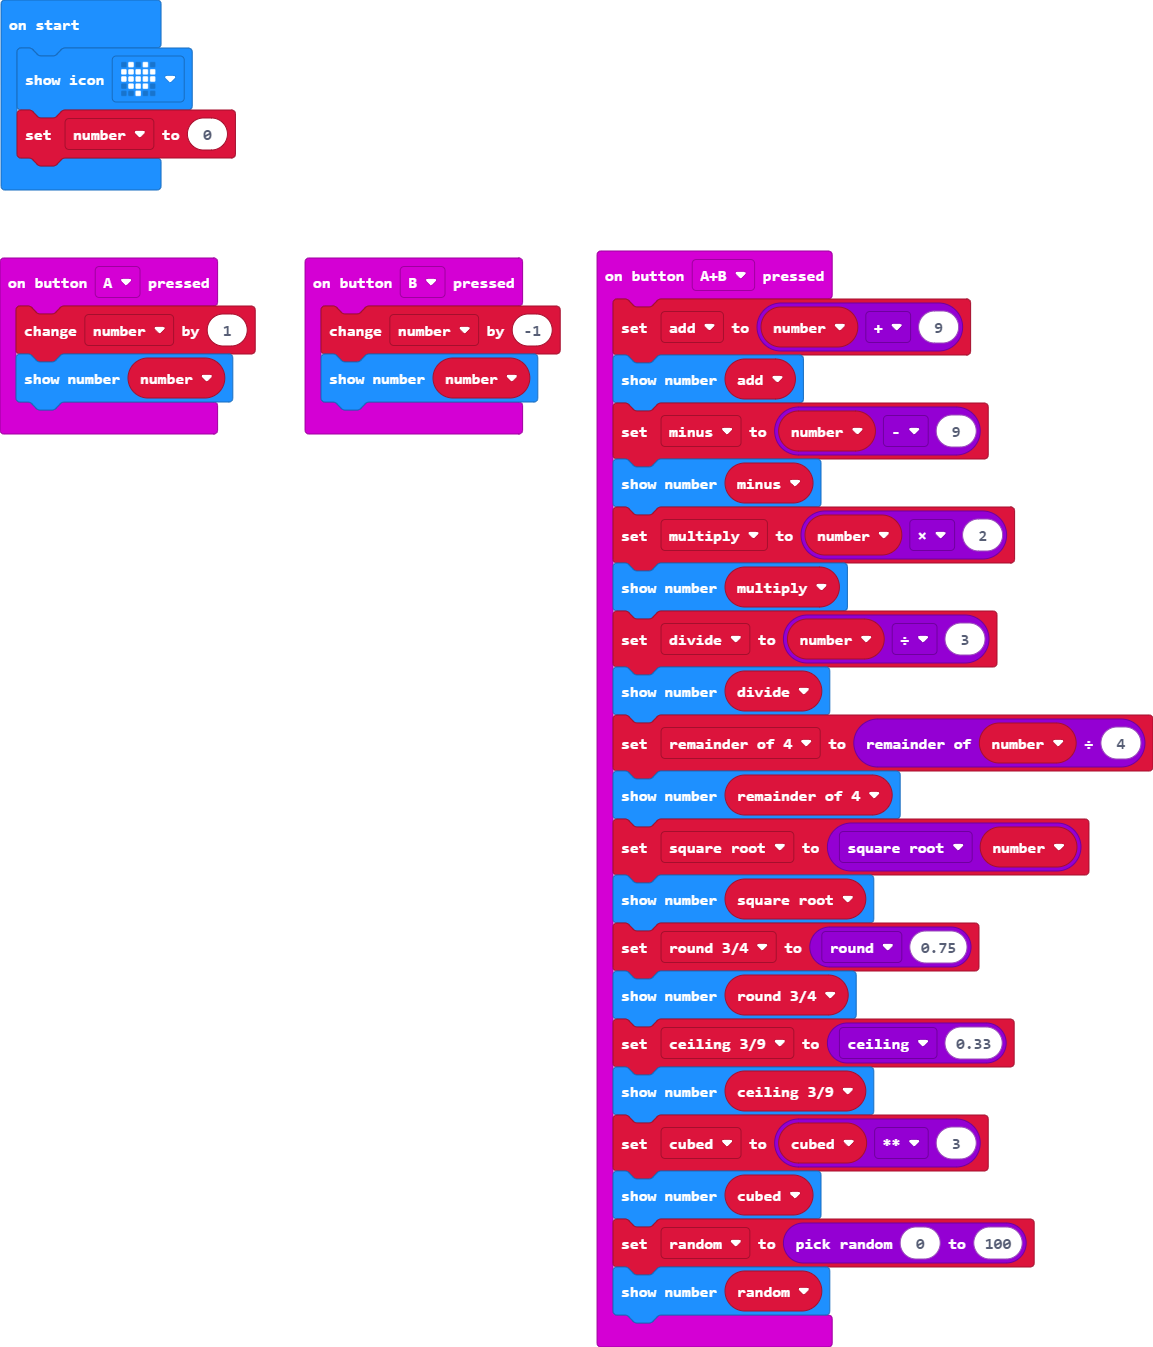 on start
show icon
set number to 0
on button A pressed
change number by 1
show number number
on button B pressed
change number by -1
show number number
on button A+B pressed
set add to number + 9
show number add
set minus to number - 9
show number minus
set multiply to number × 2
show number multiply
set divide to number ÷ 3
show number divide
set remainder of 4 to remainder of number ÷ 4
show number remainder of 4
set square root to square root number
show number square root
set round 3/4 to round 0.75
show number round 3/4
set ceiling 3/9 to ceiling 0.33
show number ceiling 3/9
set cubed to cubed ** 3
show number cubed
set random to pick random 0 to 100
show number random